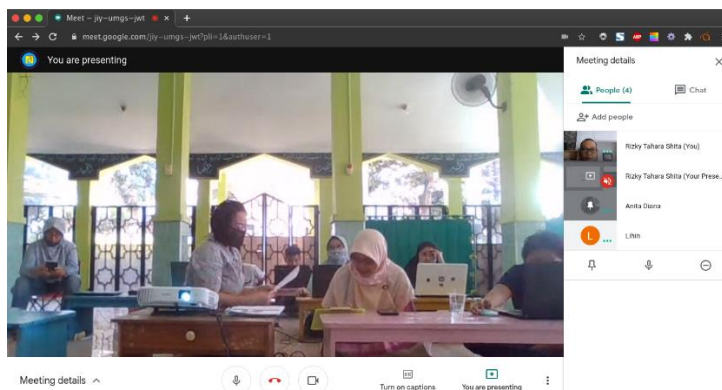 Meet – jiy-umgs-jwt
meet.google.com/jiy-umgs-jwt?pli=1&authuser=1
You are presenting
Meeting details
People (4)
Chat
Add people
Rizky Tahara Shita (You)
Rizky Tahara Shita (Your Prese...
Anita Diana
L
Lihin
Meeting details
Turn on captions
You are presenting